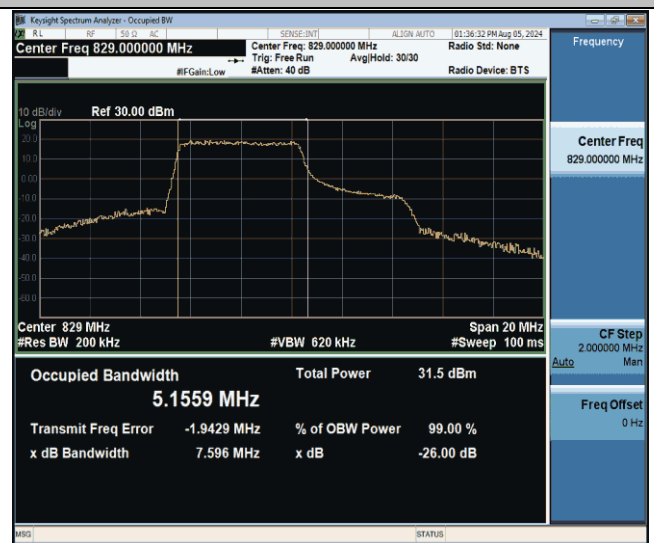 Keysight Spectrum Analyzer - Occupied BW
RL RF 50 Ω AC SENSE:INT ALIGN AUTO 01:36:32 PM Aug 05, 2024
Center Freq 829.000000 MHz Center Freq: 829.000000 MHz Radio Std: None
Trig: Free Run Avg|Hold: 30/30
#IFGain:Low #Atten: 40 dB Radio Device: BTS
Frequency
10 dB/div Ref 30.00 dBm
Log
20.0
10.0
0.00
-10.0
-20.0
-30.0
-40.0
-50.0
-60.0
Center 829 MHz Span 20 MHz
#Res BW 200 kHz #VBW 620 kHz #Sweep 100 ms
Occupied Bandwidth Total Power 31.5 dBm
5.1559 MHz
Transmit Freq Error -1.9429 MHz % of OBW Power 99.00 %
x dB Bandwidth 7.596 MHz x dB -26.00 dB
Center Freq
829.000000 MHz
CF Step
2.000000 MHz
Auto Man
Freq Offset
0 Hz
MSG STATUS